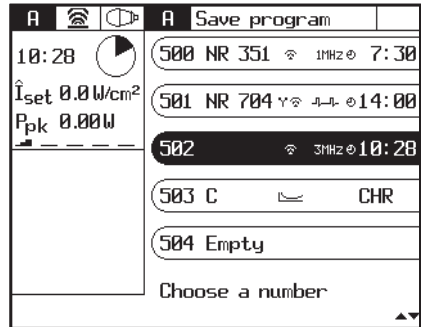 A A Save program
10:28
Îset 0.0W/cm²
Ppk 0.00W
500 NR 351 1MHz 7:30
501 NR 704 14:00
502 3MHz 10:28
503 C CHR
504 Empty
Choose a number